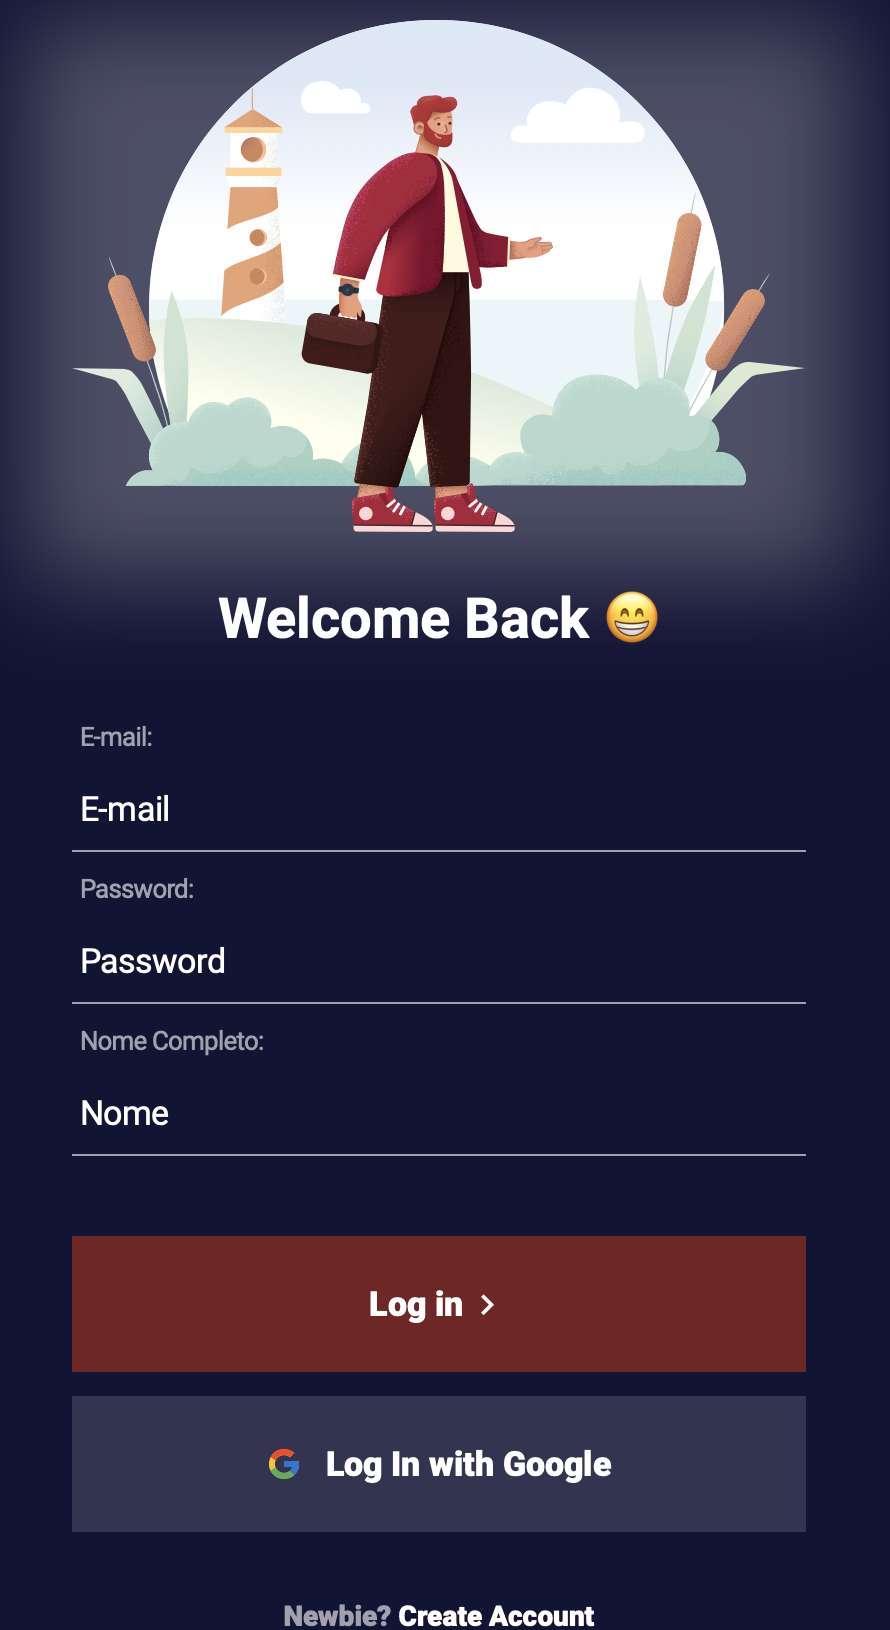 Welcome Back 😁
E-mail:
E-mail
Password:
Password
Nome Completo:
Nome
Log in >
Log In with Google
Newbie? Create Account